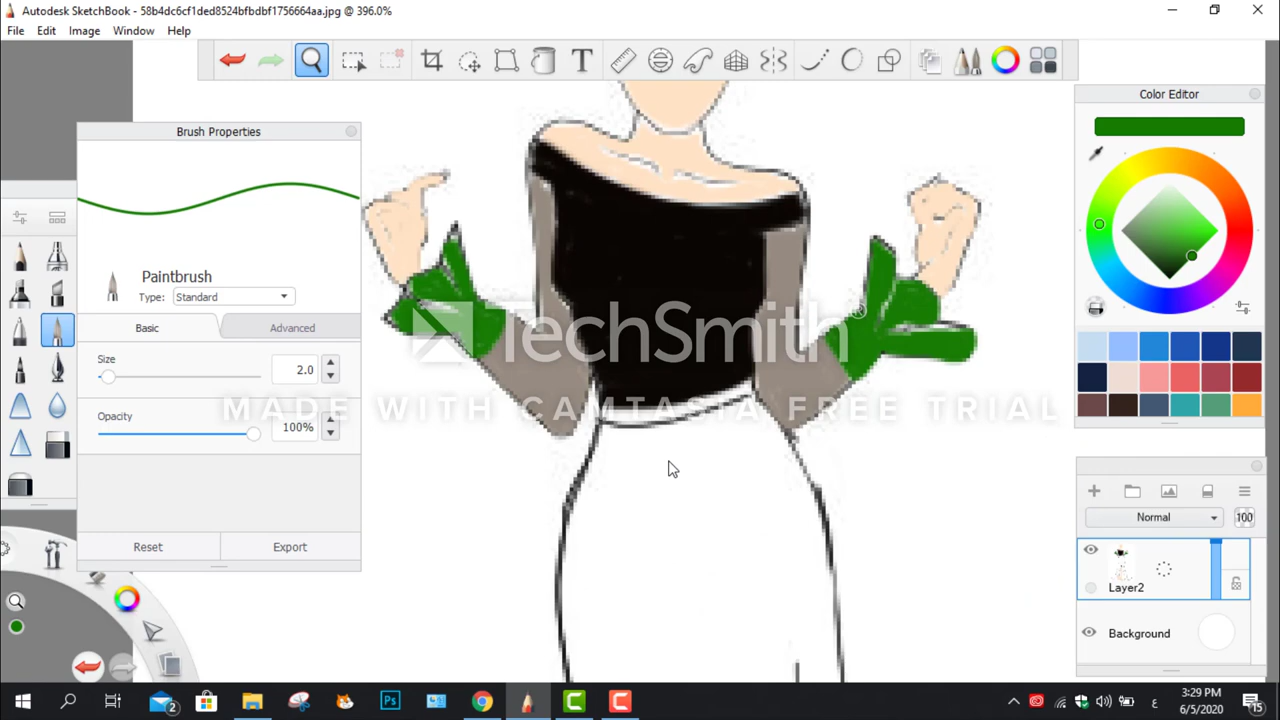 Autodesk SketchBook - 58b4dc6cf1ded8524bfbdbf1756664aa.jpg @ 396.0%
File Edit Image Window Help
T
Brush Properties
Color Editor
Paintbrush
Type: Standard
Basic Advanced
Size
2.0
Opacity
100%
Reset Export
TechSmith
MADE WITH CAMTASIA FREE TRIAL
Normal 100
Layer2
Background
Ps
2
ع
3:29 PM
6/5/2020
15